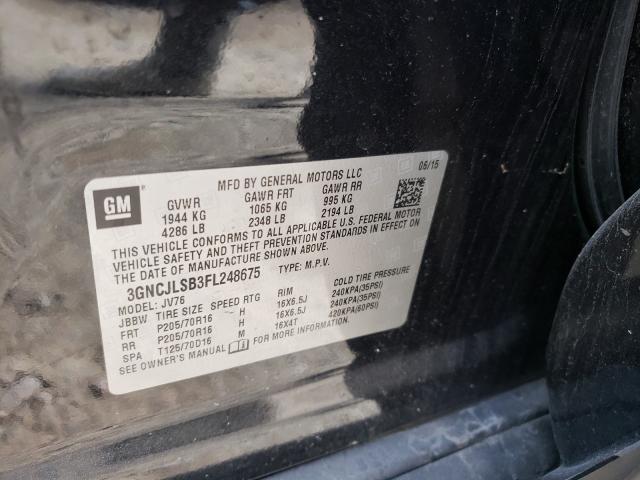 MFD BY GENERAL MOTORS LLC 06/15
GM GVWR GAWR FRT GAWR RR
1944 KG 1065 KG 995 KG
4286 LB 2348 LB 2194 LB
THIS VEHICLE CONFORMS TO ALL APPLICABLE U.S. FEDERAL MOTOR
VEHICLE SAFETY AND THEFT PREVENTION STANDARDS IN EFFECT ON
THE DATE OF MANUFACTURE SHOWN ABOVE.
3GNCJLSB3FL248675 TYPE: M.P.V.
MODEL: JV76
JBBW TIRE SIZE SPEED RTG RIM COLD TIRE PRESSURE
FRT P205/70R16 H 16X6.5J 240KPA(35PSI)
RR P205/70R16 H 16X6.5J 240KPA(35PSI)
SPA T125/70D16 M 16X4T 420KPA(60PSI)
SEE OWNER'S MANUAL FOR MORE INFORMATION.